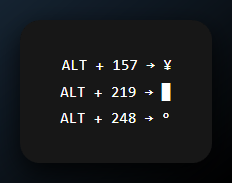 ALT + 157 → ¥
ALT + 219 → █
ALT + 248 → º